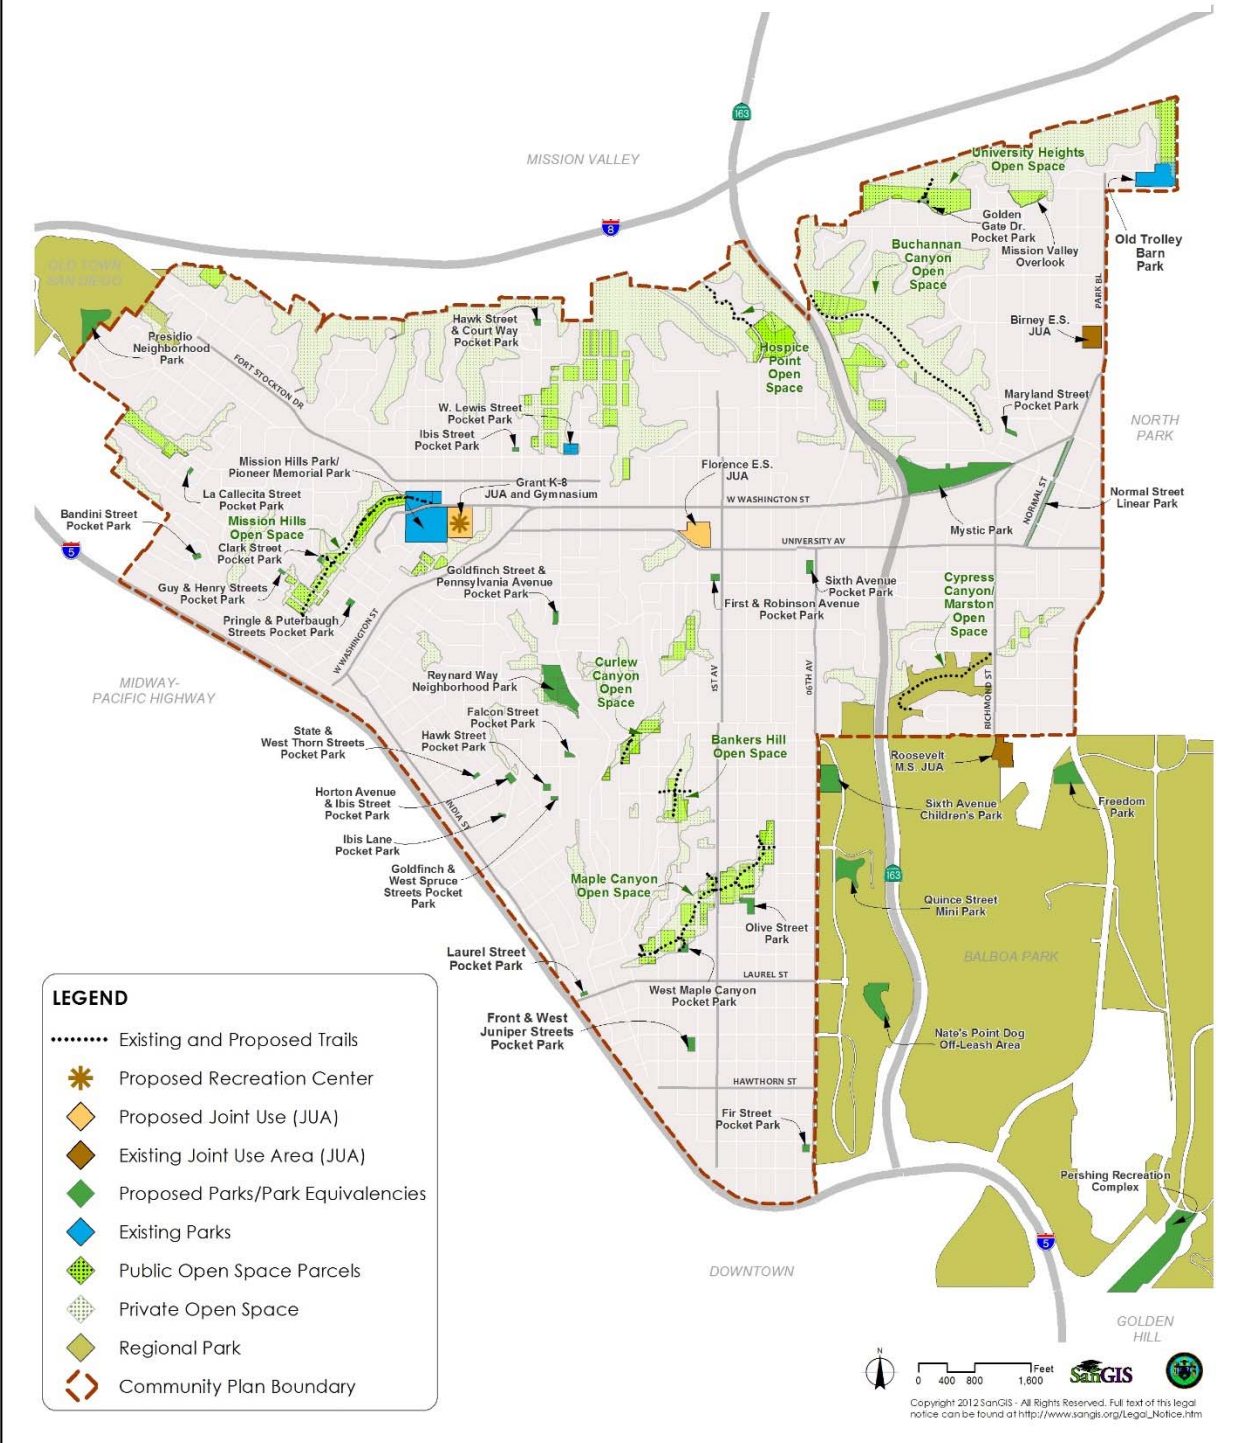 163
MISSION VALLEY
8
University Heights
Open Space
Golden
Gate Dr.
Pocket Park
Mission Valley
Overlook
Old Trolley
Barn
Park
OLD TOWN
SAN DIEGO
Buchannan
Canyon
Open
Space
PARK BL
Presidio
Neighborhood
Park
Hawk Street
& Court Way
Pocket Park
Birney E.S.
JUA
FORT STOCKTON DR
Hospice
Point
Open
Space
Maryland Street
Pocket Park
NORTH
PARK
W. Lewis Street
Pocket Park
Ibis Street
Pocket Park
Mission Hills Park/
Pioneer Memorial Park
Florence E.S.
JUA
Grant K-8
JUA and Gymnasium
La Callecita Street
Pocket Park
W WASHINGTON ST
NORMAL ST
Normal Street
Linear Park
Bandini Street
Pocket Park
Mission Hills
Open Space
Mystic Park
5
Clark Street
Pocket Park
UNIVERSITY AV
Guy & Henry Streets
Pocket Park
Goldfinch Street &
Pennsylvania Avenue
Pocket Park
Sixth Avenue
Pocket Park
Cypress
Canyon/
Marston
Open
Space
First & Robinson Avenue
Pocket Park
Pringle & Puterbaugh
Streets Pocket Park
W WASHINGTON ST
MIDWAY-
PACIFIC HIGHWAY
Reynard Way
Neighborhood Park
Curlew
Canyon
Open
Space
1ST AV
06TH AV
RICHMOND ST
Falcon Street
Pocket Park
State &
West Thorn Streets
Pocket Park
Hawk Street
Pocket Park
Bankers Hill
Open Space
Roosevelt
M.S. JUA
Horton Avenue
& Ibis Street
Pocket Park
INDIA ST
Sixth Avenue
Children's Park
Freedom
Park
Ibis Lane
Pocket Park
Goldfinch &
West Spruce
Streets Pocket
Park
Maple Canyon
Open Space
163
Quince Street
Mini Park
Olive Street
Park
BALBOA PARK
Laurel Street
Pocket Park
LAUREL ST
West Maple Canyon
Pocket Park
Front & West
Juniper Streets
Pocket Park
Nate's Point Dog
Off-Leash Area
HAWTHORN ST
Fir Street
Pocket Park
Pershing Recreation
Complex
5
DOWNTOWN
GOLDEN
HILL
LEGEND
Existing and Proposed Trails
Proposed Recreation Center
Proposed Joint Use (JUA)
Existing Joint Use Area (JUA)
Proposed Parks/Park Equivalencies
Existing Parks
Public Open Space Parcels
Private Open Space
Regional Park
Community Plan Boundary
N
Feet
0 400 800 1,600
SanGIS
Copyright 2012 SanGIS - All Rights Reserved. Full text of this legal
notice can be found at http://www.sangis.org/Legal_Notice.htm